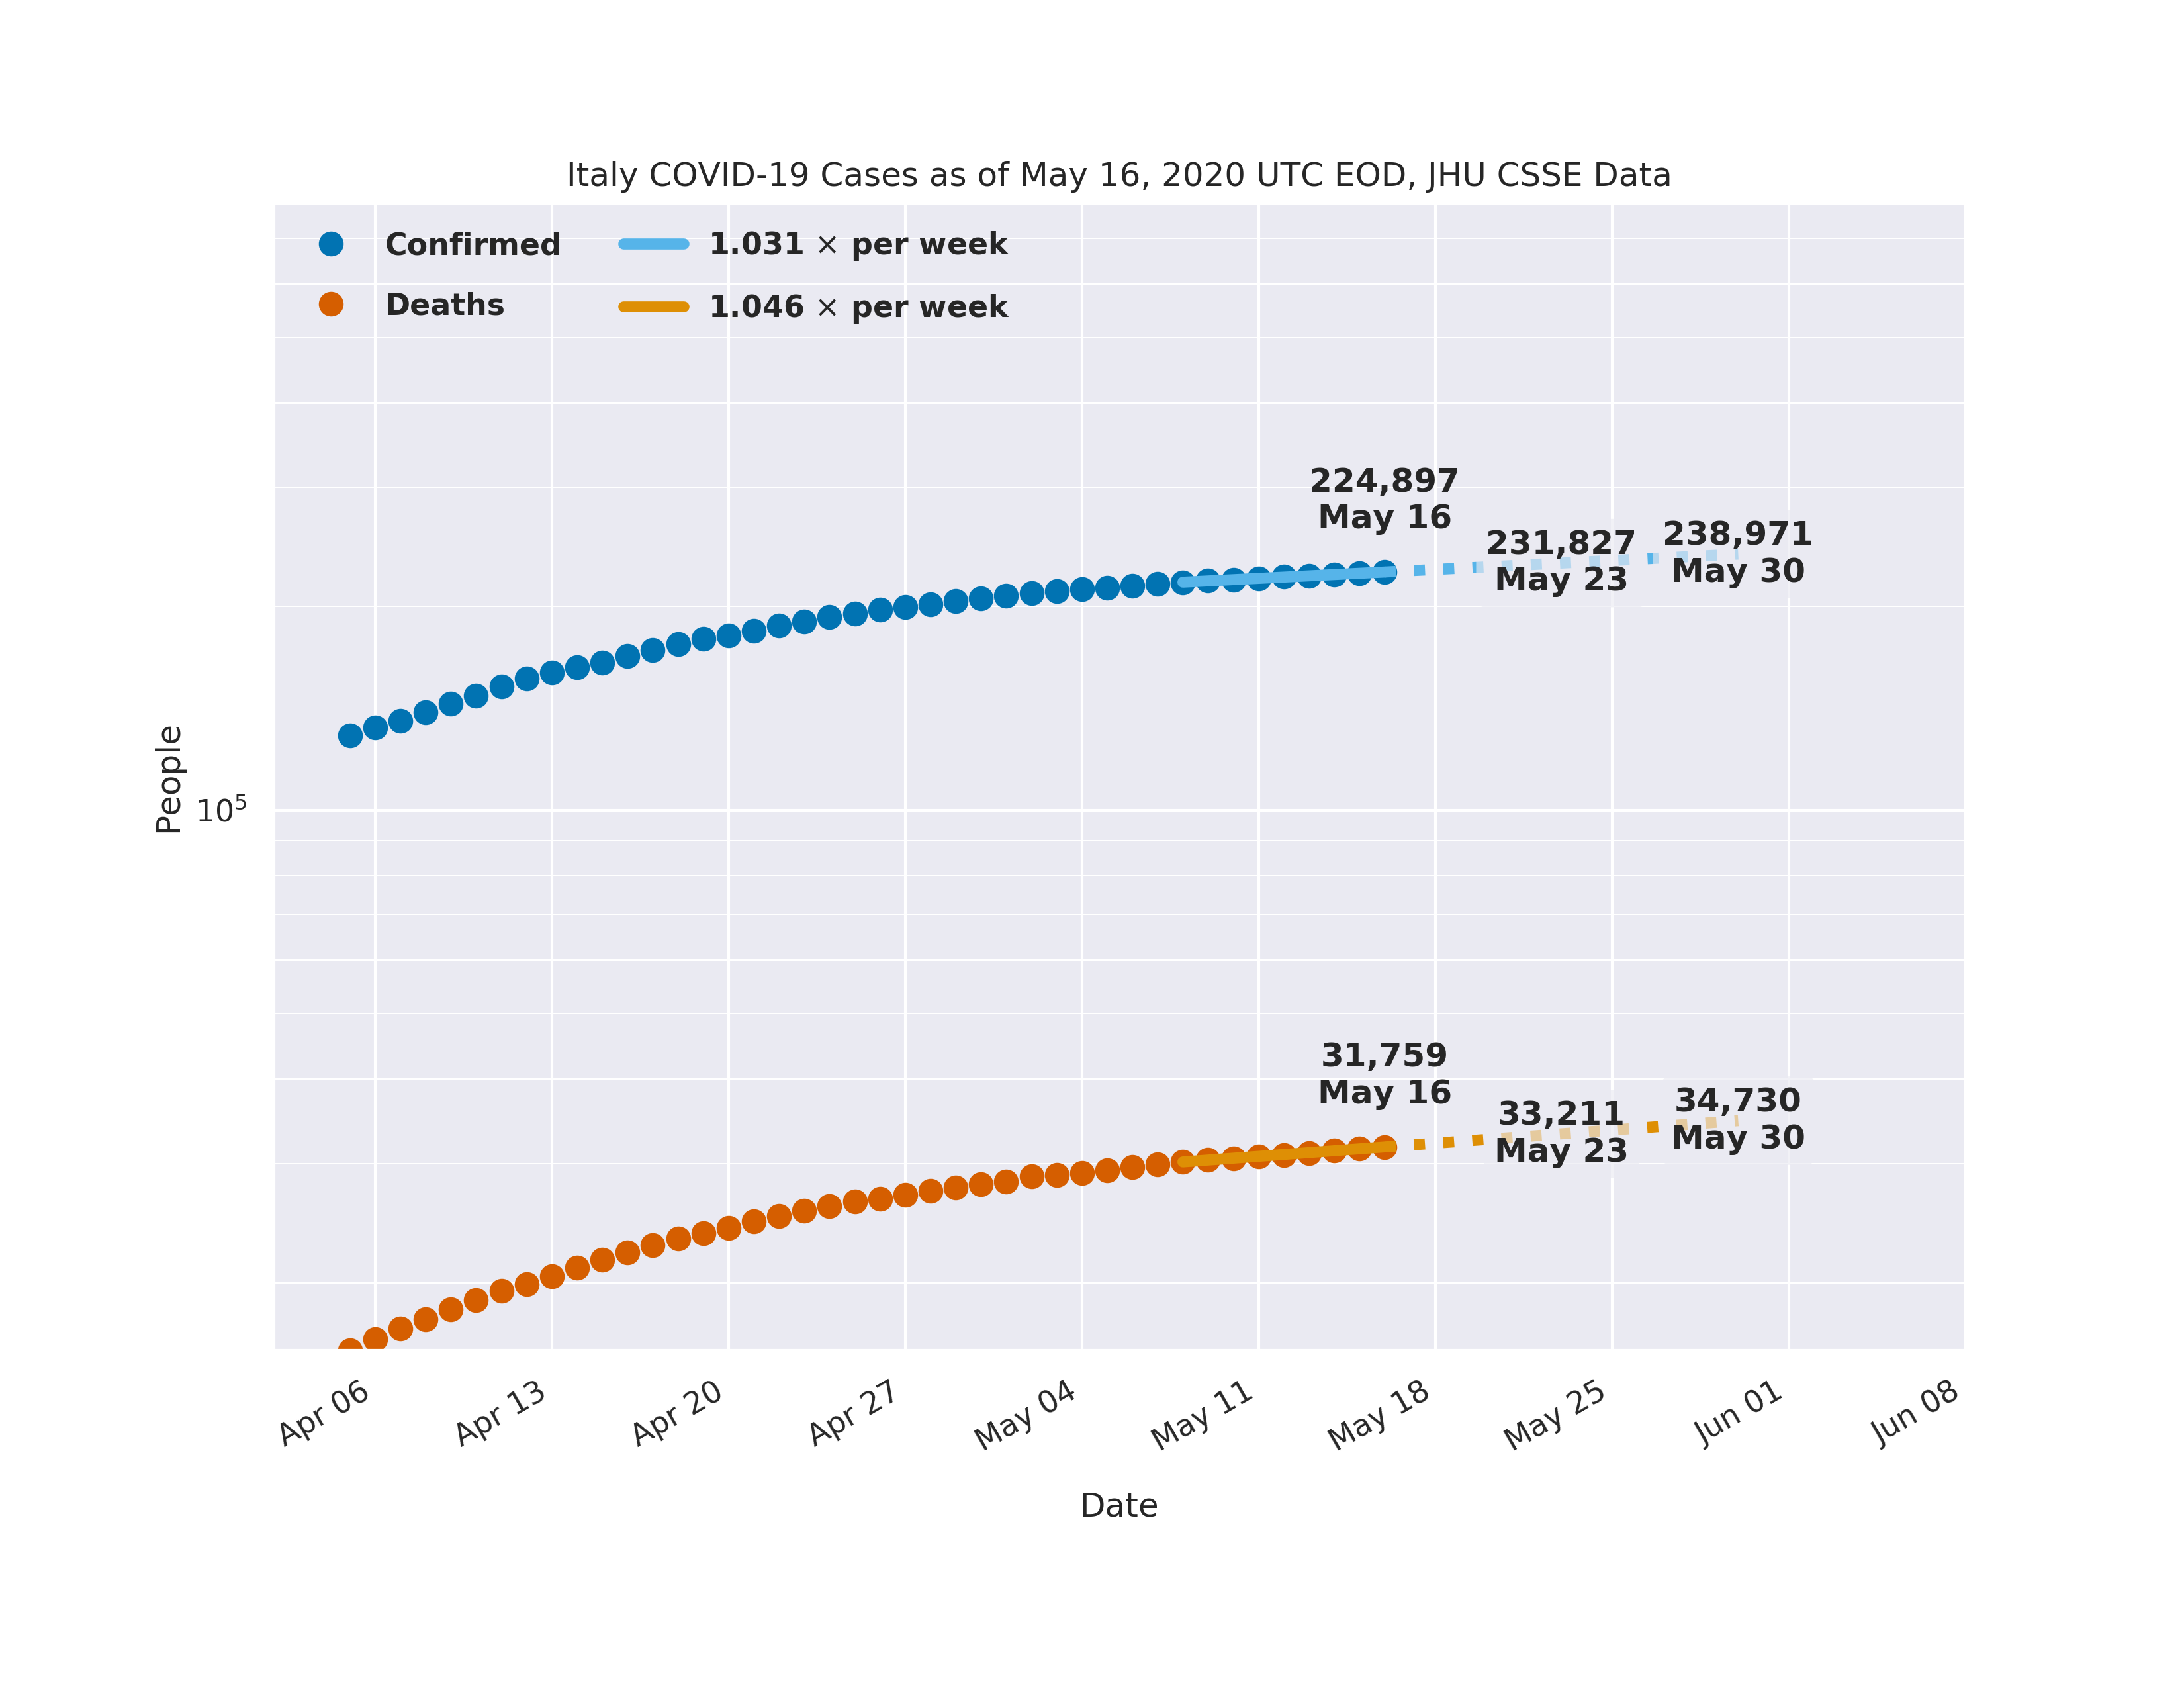 Italy COVID-19 Cases as of May 16, 2020 UTC EOD, JHU CSSE Data
Confirmed
Deaths
1.031 × per week
1.046 × per week
224,897
May 16
231,827
May 23
238,971
May 30
People
10⁵
31,759
May 16
33,211
May 23
34,730
May 30
Apr 06
Apr 13
Apr 20
Apr 27
May 04
May 11
May 18
May 25
Jun 01
Jun 08
Date